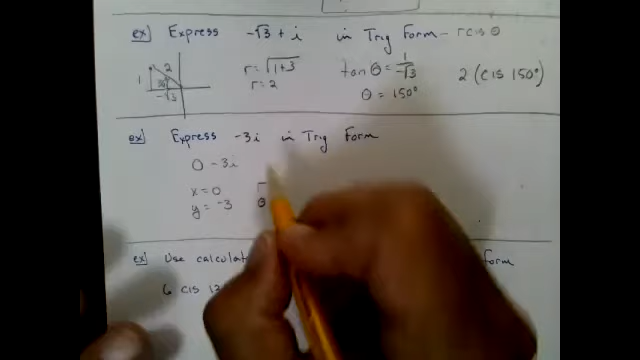 ex) Express -√3 + i in Trig Form - r cis θ
2
1
30
-√3
r = √1+3
r = 2
tan θ = 1/-√3
θ = 150°
2 (cis 150°)
ex) Express -3i in Trig Form
0 - 3i
x = 0
y = -3
θ
ex) Use calculat form
6 cis